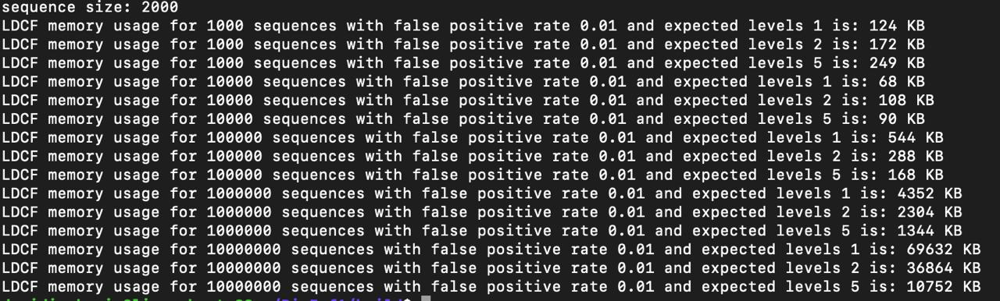 sequence size: 2000
LDCF memory usage for 1000 sequences with false positive rate 0.01 and expected levels 1 is: 124 KB
LDCF memory usage for 1000 sequences with false positive rate 0.01 and expected levels 2 is: 172 KB
LDCF memory usage for 1000 sequences with false positive rate 0.01 and expected levels 5 is: 249 KB
LDCF memory usage for 10000 sequences with false positive rate 0.01 and expected levels 1 is: 68 KB
LDCF memory usage for 10000 sequences with false positive rate 0.01 and expected levels 2 is: 108 KB
LDCF memory usage for 10000 sequences with false positive rate 0.01 and expected levels 5 is: 90 KB
LDCF memory usage for 100000 sequences with false positive rate 0.01 and expected levels 1 is: 544 KB
LDCF memory usage for 100000 sequences with false positive rate 0.01 and expected levels 2 is: 288 KB
LDCF memory usage for 100000 sequences with false positive rate 0.01 and expected levels 5 is: 168 KB
LDCF memory usage for 1000000 sequences with false positive rate 0.01 and expected levels 1 is: 4352 KB
LDCF memory usage for 1000000 sequences with false positive rate 0.01 and expected levels 2 is: 2304 KB
LDCF memory usage for 1000000 sequences with false positive rate 0.01 and expected levels 5 is: 1344 KB
LDCF memory usage for 10000000 sequences with false positive rate 0.01 and expected levels 1 is: 69632 KB
LDCF memory usage for 10000000 sequences with false positive rate 0.01 and expected levels 2 is: 36864 KB
LDCF memory usage for 10000000 sequences with false positive rate 0.01 and expected levels 5 is: 10752 KB